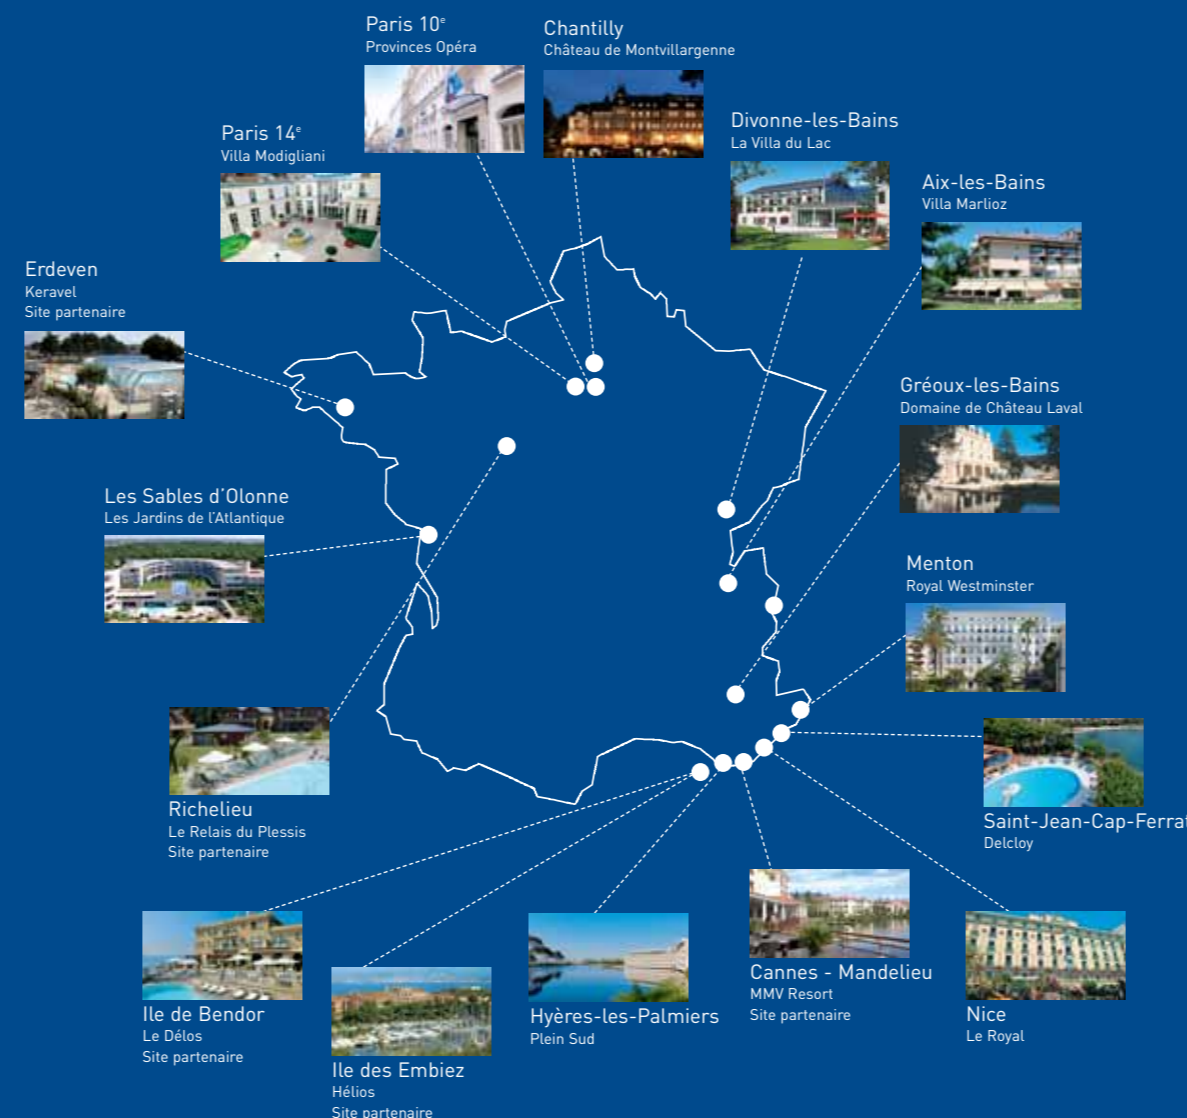 Paris 10e
Provinces Opéra
Chantilly
Château de Montvillargenne
Divonne-les-Bains
La Villa du Lac
Paris 14e
Villa Modigliani
Aix-les-Bains
Villa Marlioz
Erdeven
Keravel
Site partenaire
Gréoux-les-Bains
Domaine de Château Laval
Les Sables d'Olonne
Les Jardins de l'Atlantique
Menton
Royal Westminster
Richelieu
Le Relais du Plessis
Site partenaire
Saint-Jean-Cap-Ferrat
Delcloy
Ile de Bendor
Le Délos
Site partenaire
Ile des Embiez
Hélios
Site partenaire
Hyères-les-Palmiers
Plein Sud
Cannes - Mandelieu
MMV Resort
Site partenaire
Nice
Le Royal